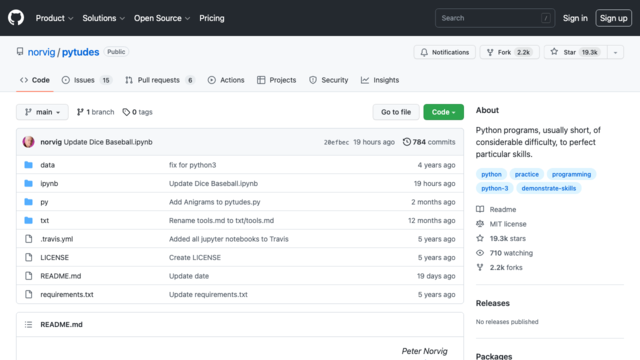 Product Solutions Open Source Pricing Search / Sign in Sign up
norvig / pytudes Public Notifications Fork 2.2k Star 19.3k
Code Issues 15 Pull requests 6 Actions Projects Security Insights
main 1 branch 0 tags Go to file Code
norvig Update Dice Baseball.ipynb 20efbec 19 hours ago 784 commits
data fix for python3 4 years ago
ipynb Update Dice Baseball.ipynb 19 hours ago
py Add Anigrams to pytudes.py 2 months ago
txt Rename tools.md to txt/tools.md 12 months ago
.travis.yml Added all jupyter notebooks to Travis 5 years ago
LICENSE Create LICENSE 5 years ago
README.md Update date 19 days ago
requirements.txt Update requirements.txt 5 years ago
README.md
Peter Norvig
About
Python programs, usually short, of
considerable difficulty, to perfect
particular skills.
python practice programming
python-3 demonstrate-skills
Readme
MIT license
19.3k stars
710 watching
2.2k forks
Releases
No releases published
Packages